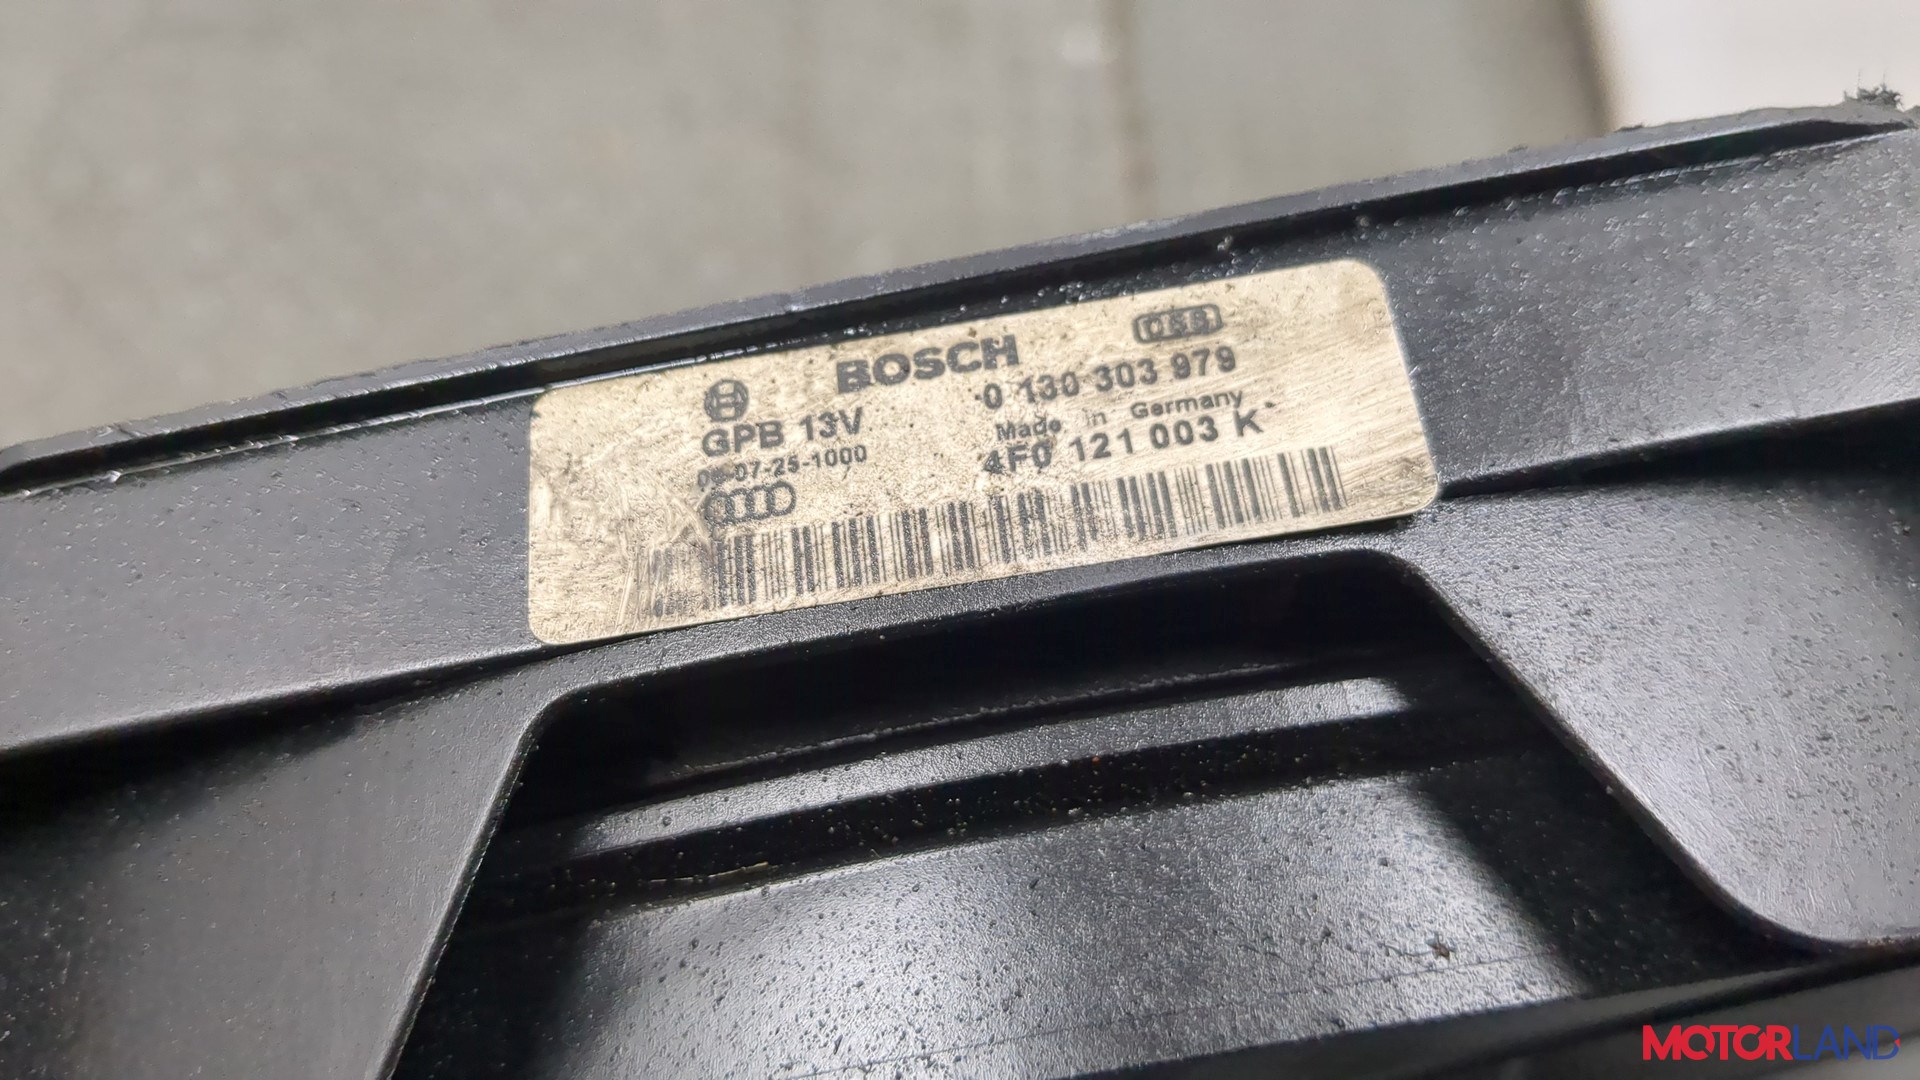 BOSCH
0 130 303 979
GPB 13V
Made in Germany
4F0 121 003 K
MOTORLAND